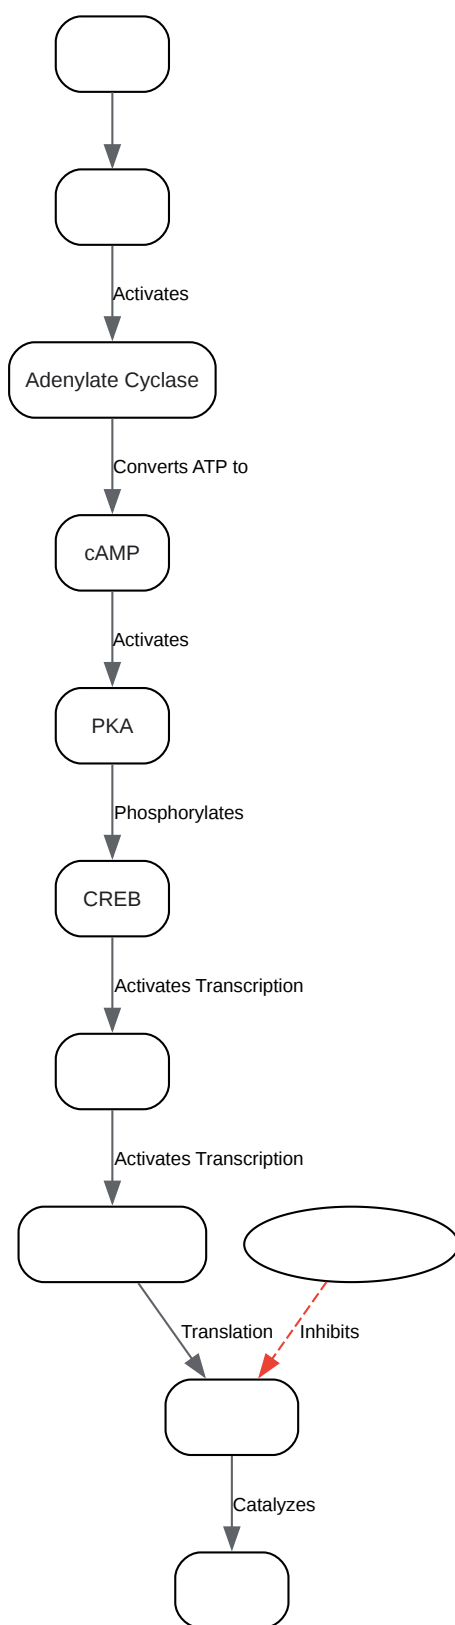 Activates
Adenylate Cyclase
Converts ATP to
cAMP
Activates
PKA
Phosphorylates
CREB
Activates Transcription
Activates Transcription
Translation
Inhibits
Catalyzes